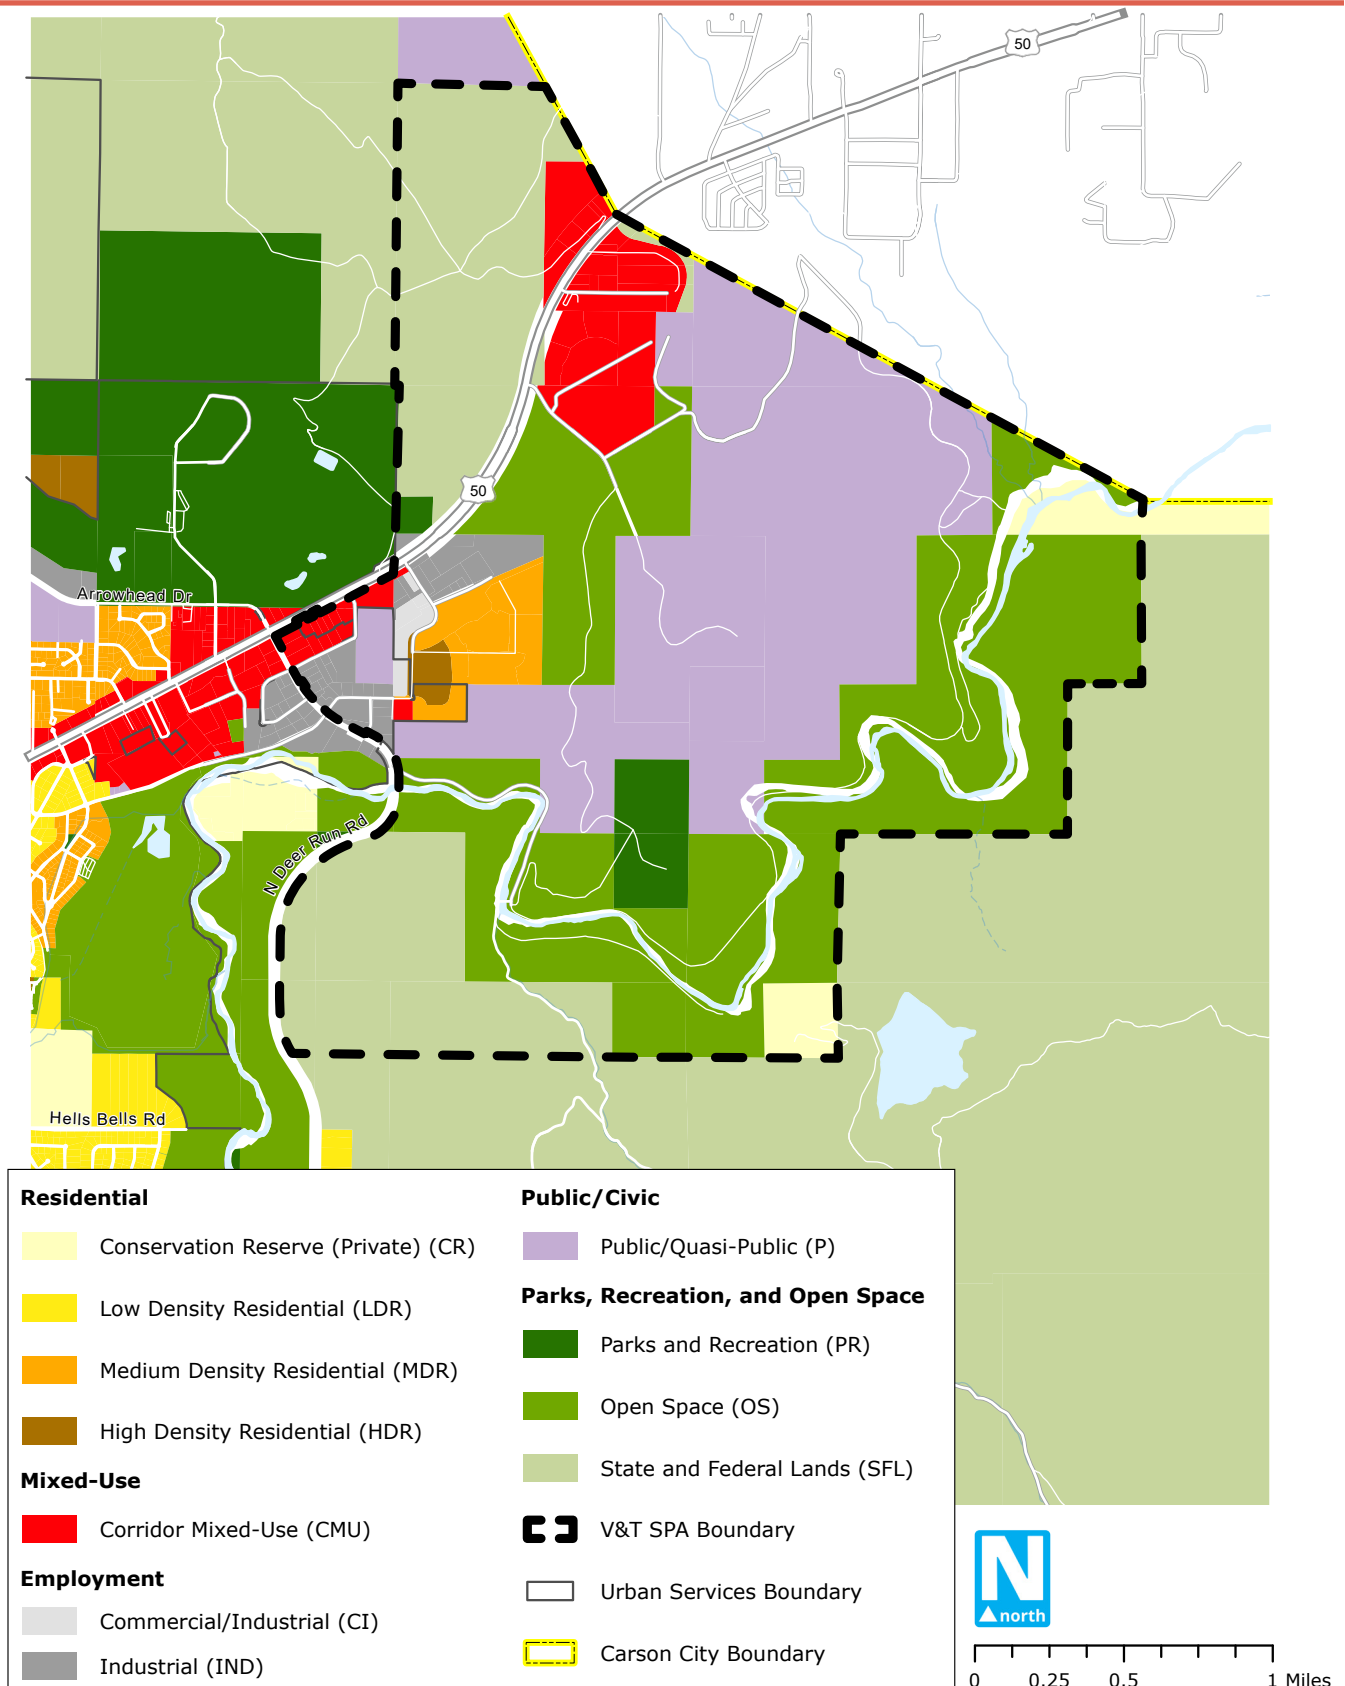 50
50
Arrowhead Dr
N Deer Run Rd
Hells Bells Rd
Residential
Conservation Reserve (Private) (CR)
Low Density Residential (LDR)
Medium Density Residential (MDR)
High Density Residential (HDR)
Mixed-Use
Corridor Mixed-Use (CMU)
Employment
Commercial/Industrial (CI)
Industrial (IND)
Public/Civic
Public/Quasi-Public (P)
Parks, Recreation, and Open Space
Parks and Recreation (PR)
Open Space (OS)
State and Federal Lands (SFL)
V&T SPA Boundary
Urban Services Boundary
Carson City Boundary
N
north
0 0.25 0.5 1 Miles